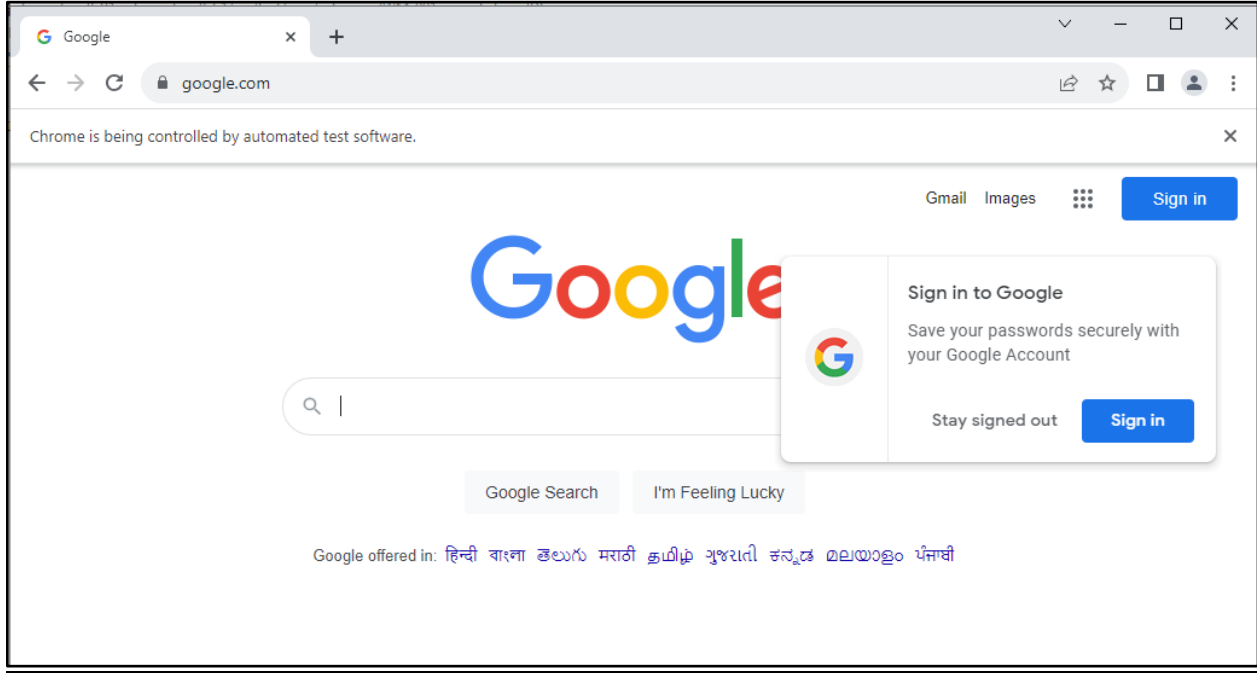 Google
google.com
Chrome is being controlled by automated test software.
Gmail Images Sign in
Google
Sign in to Google
Save your passwords securely with
your Google Account
Stay signed out Sign in
Google Search I'm Feeling Lucky
Google offered in: हिन्दी বাংলা తెలుగు मराठी தமிழ் ગુજરાતી ಕನ್ನಡ മലയാളം ਪੰਜਾਬੀ